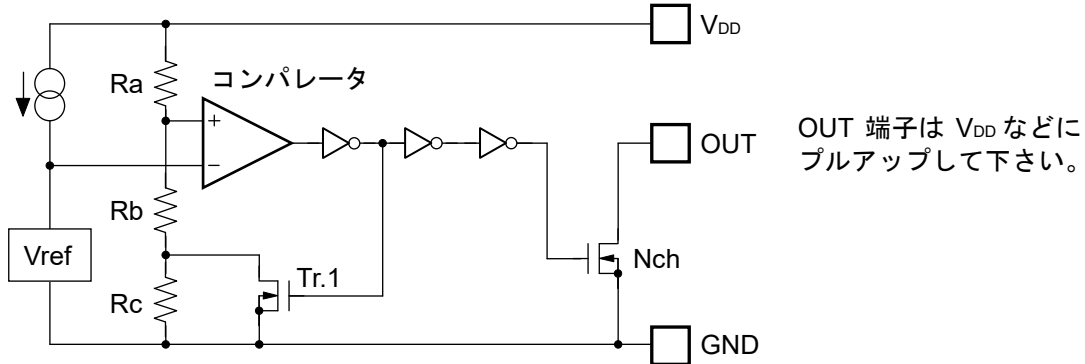 VDD
Ra
コンパレータ
+
−
OUT
OUT 端子は VDD などに
プルアップして下さい。
Rb
Vref
Nch
Tr.1
Rc
GND